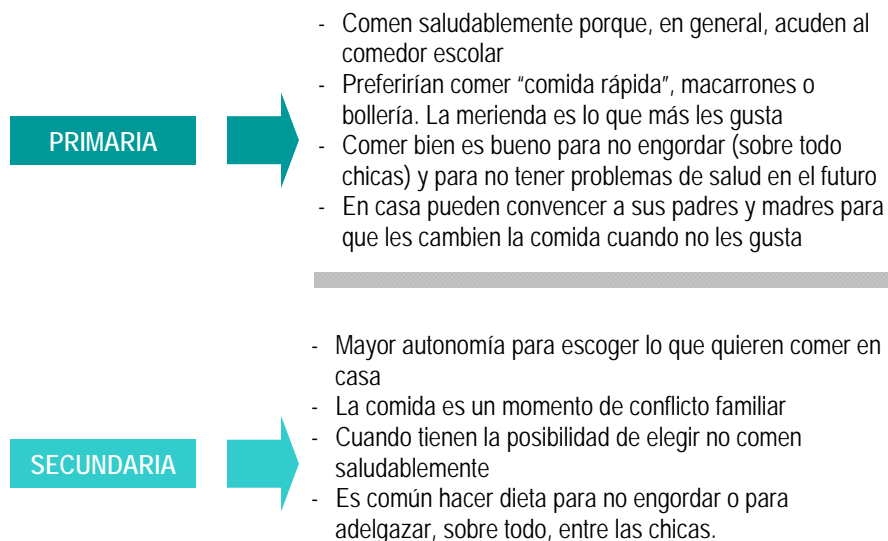 PRIMARIA
- Comen saludablemente porque, en general, acuden al
comedor escolar
- Preferirían comer “comida rápida”, macarrones o
bollería. La merienda es lo que más les gusta
- Comer bien es bueno para no engordar (sobre todo
chicas) y para no tener problemas de salud en el futuro
- En casa pueden convencer a sus padres y madres para
que les cambien la comida cuando no les gusta
SECUNDARIA
- Mayor autonomía para escoger lo que quieren comer en
casa
- La comida es un momento de conflicto familiar
- Cuando tienen la posibilidad de elegir no comen
saludablemente
- Es común hacer dieta para no engordar o para
adelgazar, sobre todo, entre las chicas.